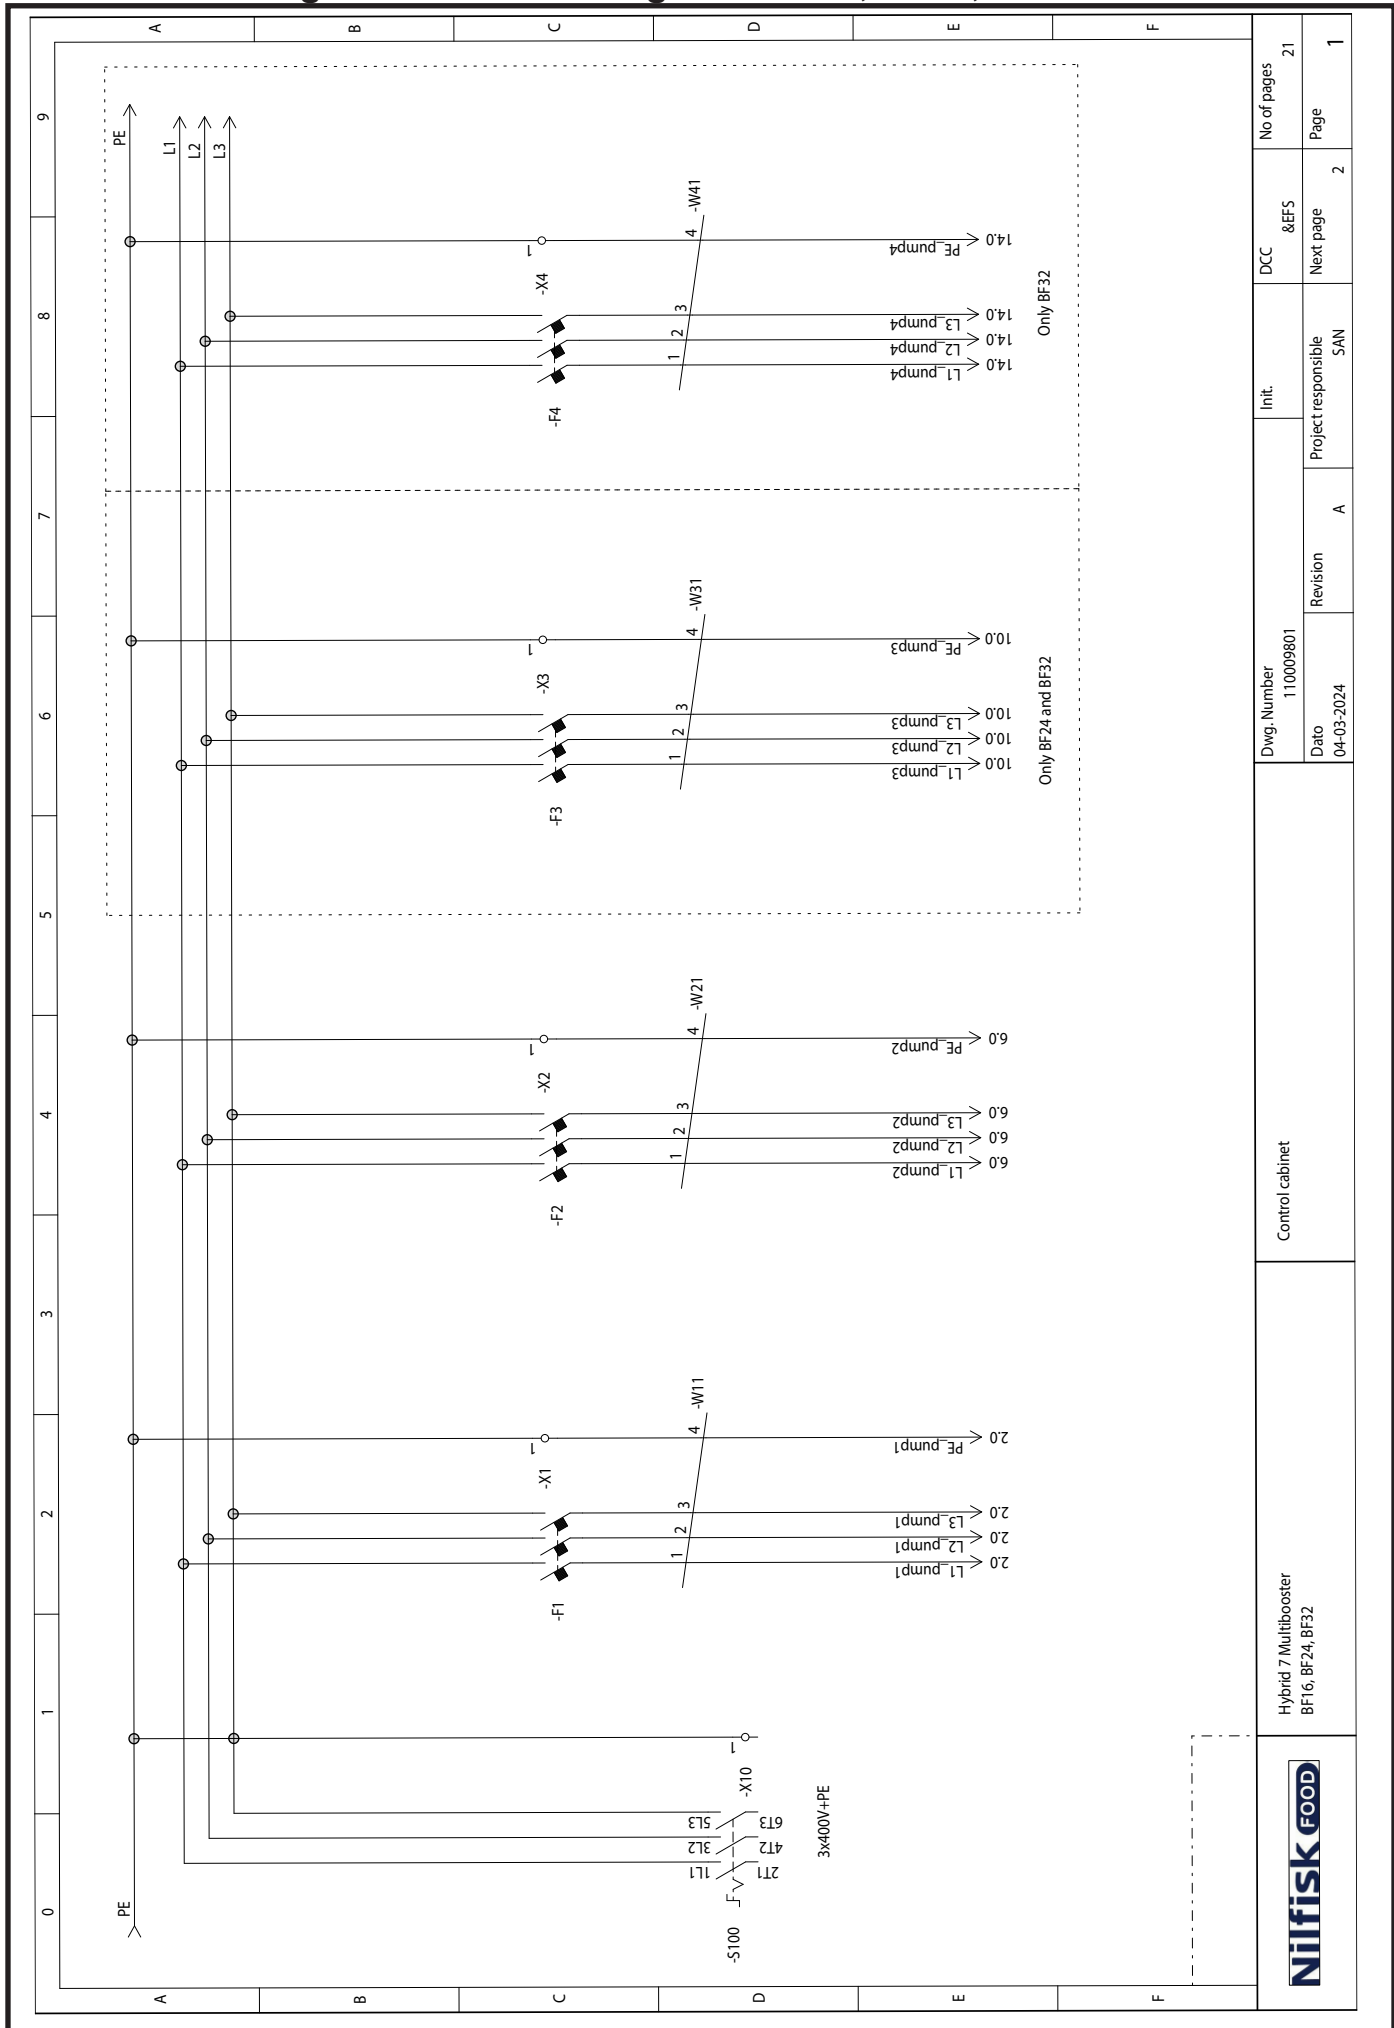 0 1 2 3 4 5 6 7 8 9
A
B
C
D
E
F
A
B
C
D
E
F
PE
PE
L1
L2
L3
-S100
1L1 3L2 5L3
2T1 4T2 6T3
-X10
1
3x400V+PE
-F1
-X1
1
1 2 3 4
-W11
L1_pump1 L2_pump1 L3_pump1 PE_pump1
2.0 2.0 2.0 2.0
-F2
-X2
1
1 2 3 4
-W21
L1_pump2 L2_pump2 L3_pump2 PE_pump2
6.0 6.0 6.0 6.0
-F3
-X3
1
1 2 3 4
-W31
L1_pump3 L2_pump3 L3_pump3 PE_pump3
10.0 10.0 10.0 10.0
Only BF24 and BF32
-F4
-X4
1
1 2 3 4
-W41
L1_pump4 L2_pump4 L3_pump4 PE_pump4
14.0 14.0 14.0 14.0
Only BF32
Nilfisk FOOD
Hybrid 7 Multibooster
BF16, BF24, BF32
Control cabinet
Dwg. Number
110009801
Init.
DCC
&EFS
No of pages
21
Dato
04-03-2024
Revision
A
Project responsible
SAN
Next page
2
Page
1